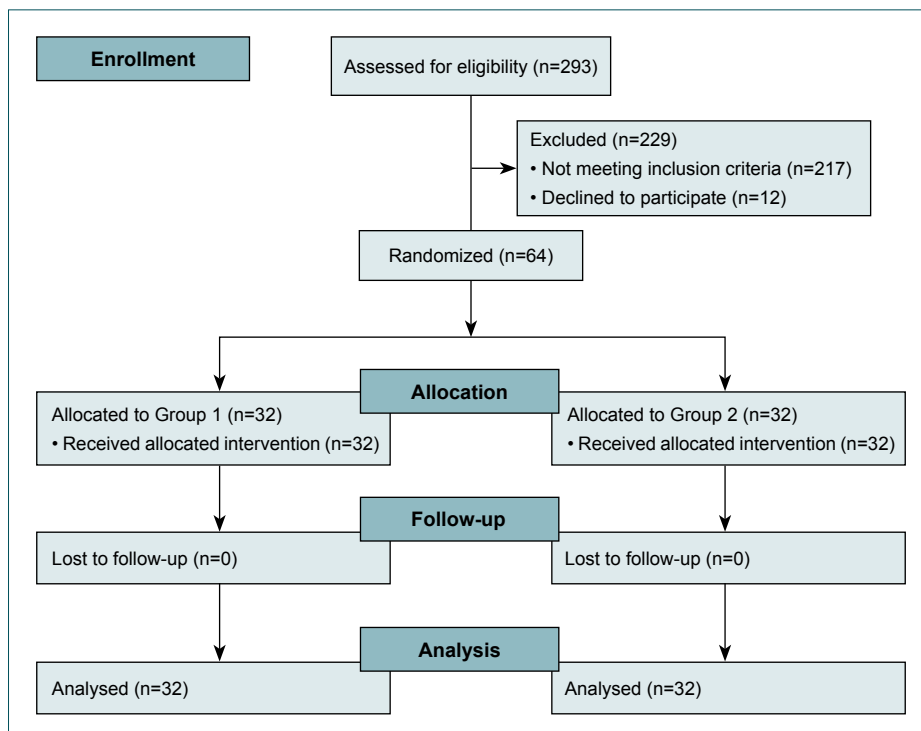 Enrollment
Assessed for eligibility (n=293)
Excluded (n=229)
• Not meeting inclusion criteria (n=217)
• Declined to participate (n=12)
Randomized (n=64)
Allocation
Allocated to Group 1 (n=32)
• Received allocated intervention (n=32)
Allocated to Group 2 (n=32)
• Received allocated intervention (n=32)
Follow-up
Lost to follow-up (n=0)
Lost to follow-up (n=0)
Analysis
Analysed (n=32)
Analysed (n=32)